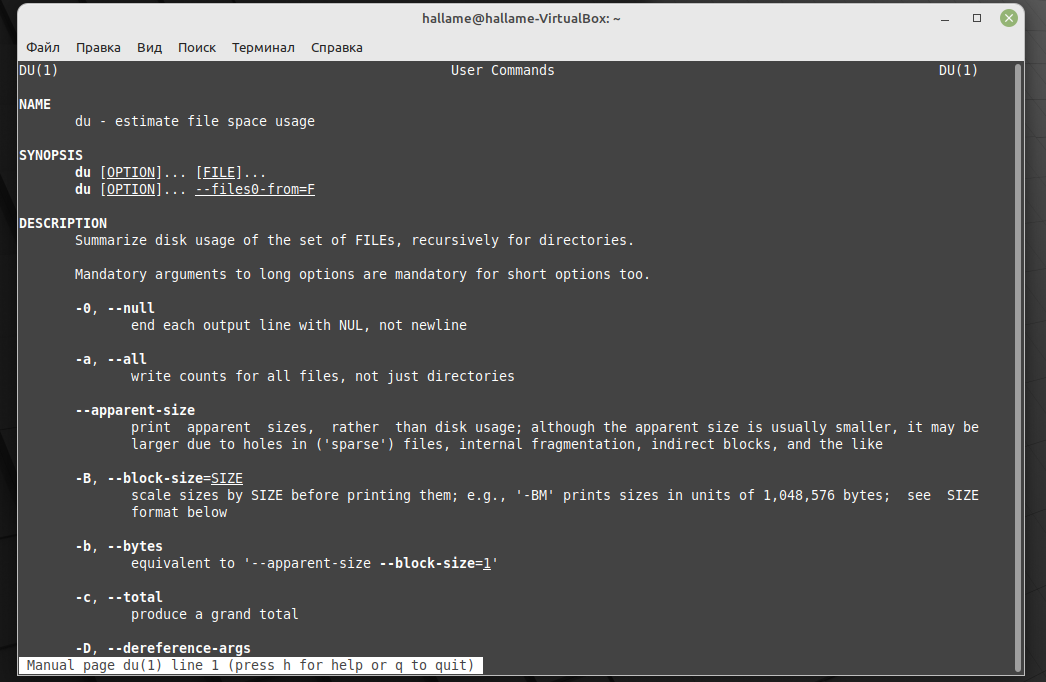 hallame@hallame-VirtualBox: ~
Файл Правка Вид Поиск Терминал Справка
DU(1) User Commands DU(1)
NAME
du - estimate file space usage
SYNOPSIS
du [OPTION]... [FILE]...
du [OPTION]... --files0-from=F
DESCRIPTION
Summarize disk usage of the set of FILEs, recursively for directories.
Mandatory arguments to long options are mandatory for short options too.
-0, --null
end each output line with NUL, not newline
-a, --all
write counts for all files, not just directories
--apparent-size
print apparent sizes, rather than disk usage; although the apparent size is usually smaller, it may be
larger due to holes in ('sparse') files, internal fragmentation, indirect blocks, and the like
-B, --block-size=SIZE
scale sizes by SIZE before printing them; e.g., '-BM' prints sizes in units of 1,048,576 bytes; see SIZE
format below
-b, --bytes
equivalent to '--apparent-size --block-size=1'
-c, --total
produce a grand total
-D, --dereference-args
Manual page du(1) line 1 (press h for help or q to quit)